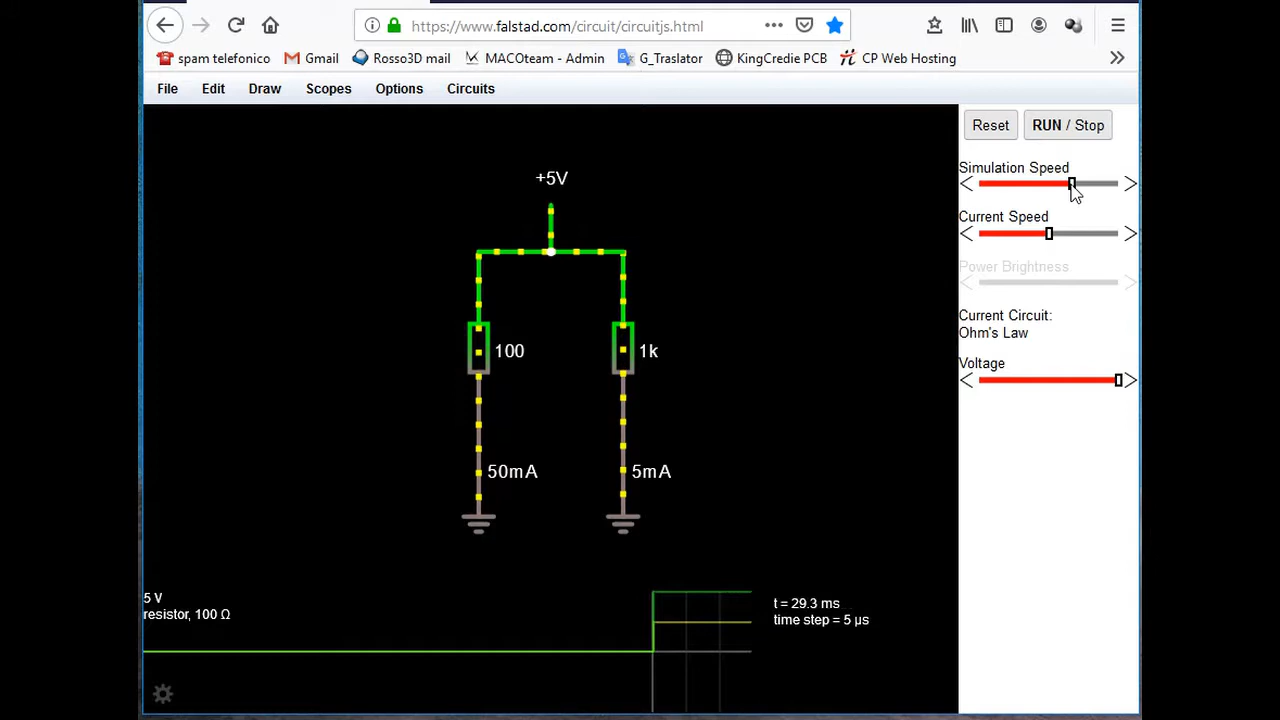 https://www.falstad.com/circuit/circuitjs.html
spam telefonico Gmail Rosso3D mail MACOteam - Admin G_Traslator KingCredie PCB CP Web Hosting
File Edit Draw Scopes Options Circuits
Reset RUN / Stop
Simulation Speed
Current Speed
Power Brightness
Current Circuit:
Ohm's Law
Voltage
+5V
100 1k
50mA 5mA
5 V
resistor, 100 Ω
t = 29.3 ms
time step = 5 μs